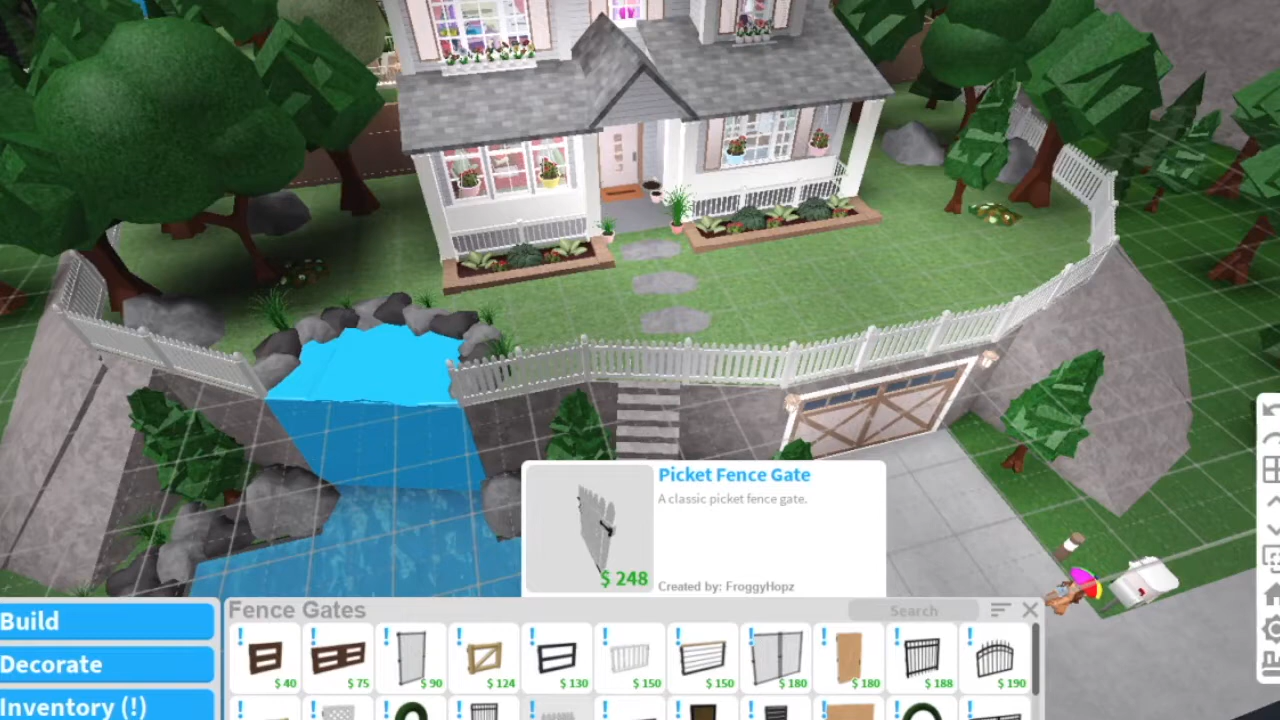 Picket Fence Gate
A classic picket fence gate.
$ 248
Created by: FroggyHopz
Build
Decorate
Inventory (!)
Fence Gates
Search
! ! ! ! ! ! ! ! ! ! !
$ 40 $ 75 $ 90 $ 124 $ 130 $ 150 $ 150 $ 180 $ 180 $ 188 $ 190
! ! ! ! ! ! ! ! ! ! !